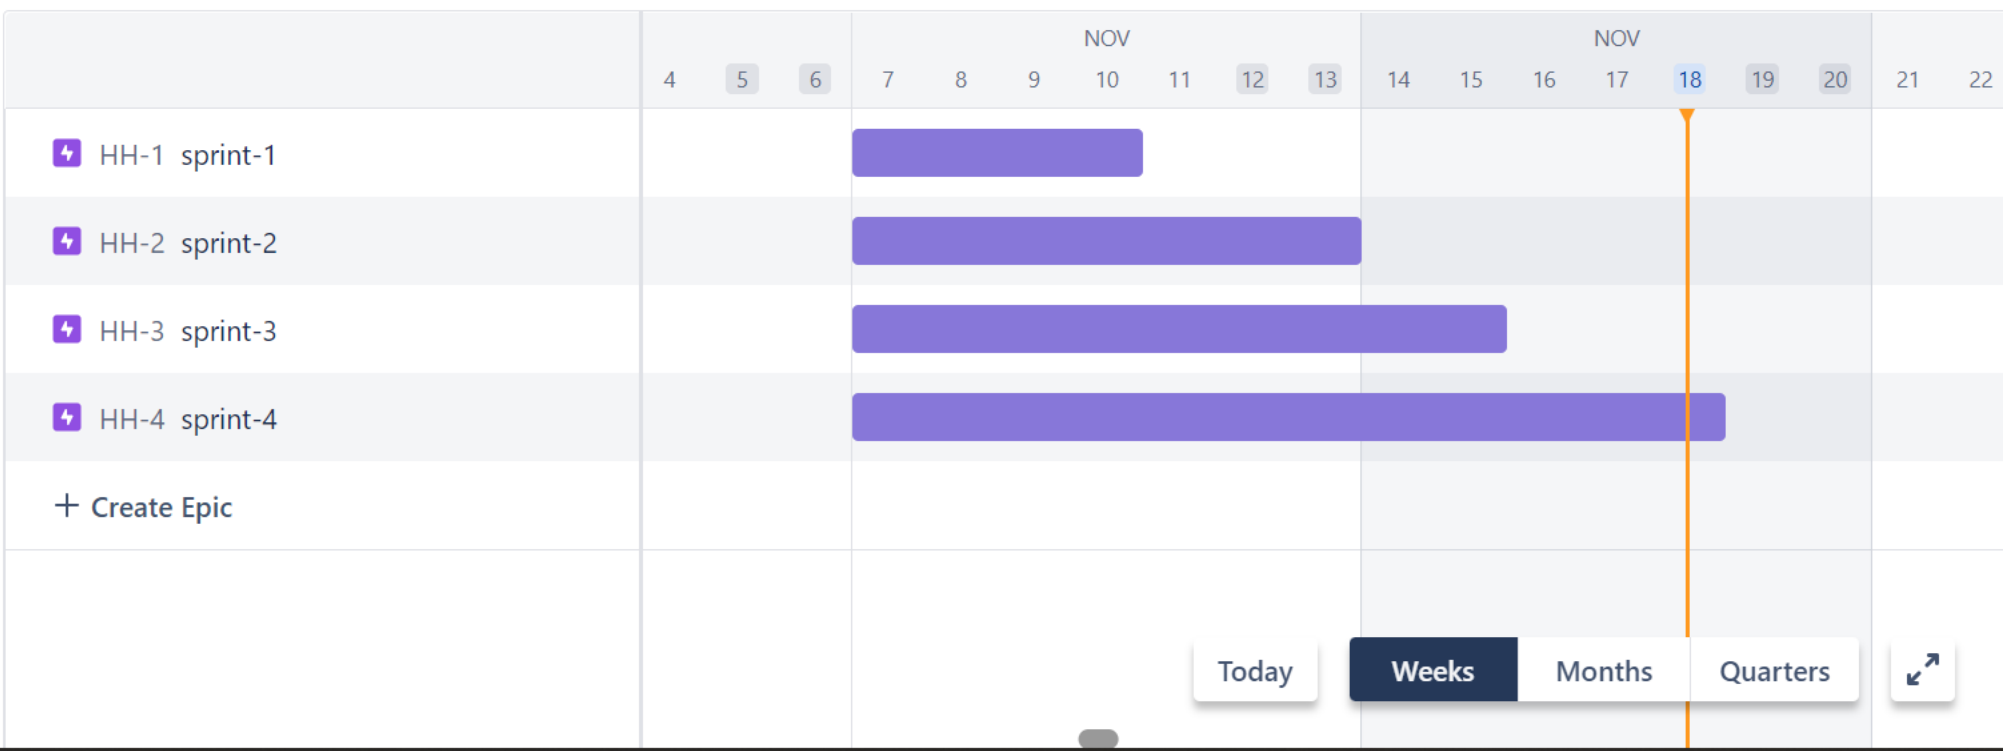 NOV NOV
4 5 6 7 8 9 10 11 12 13 14 15 16 17 18 19 20 21 22
HH-1 sprint-1
HH-2 sprint-2
HH-3 sprint-3
HH-4 sprint-4
+ Create Epic
Today Weeks Months Quarters